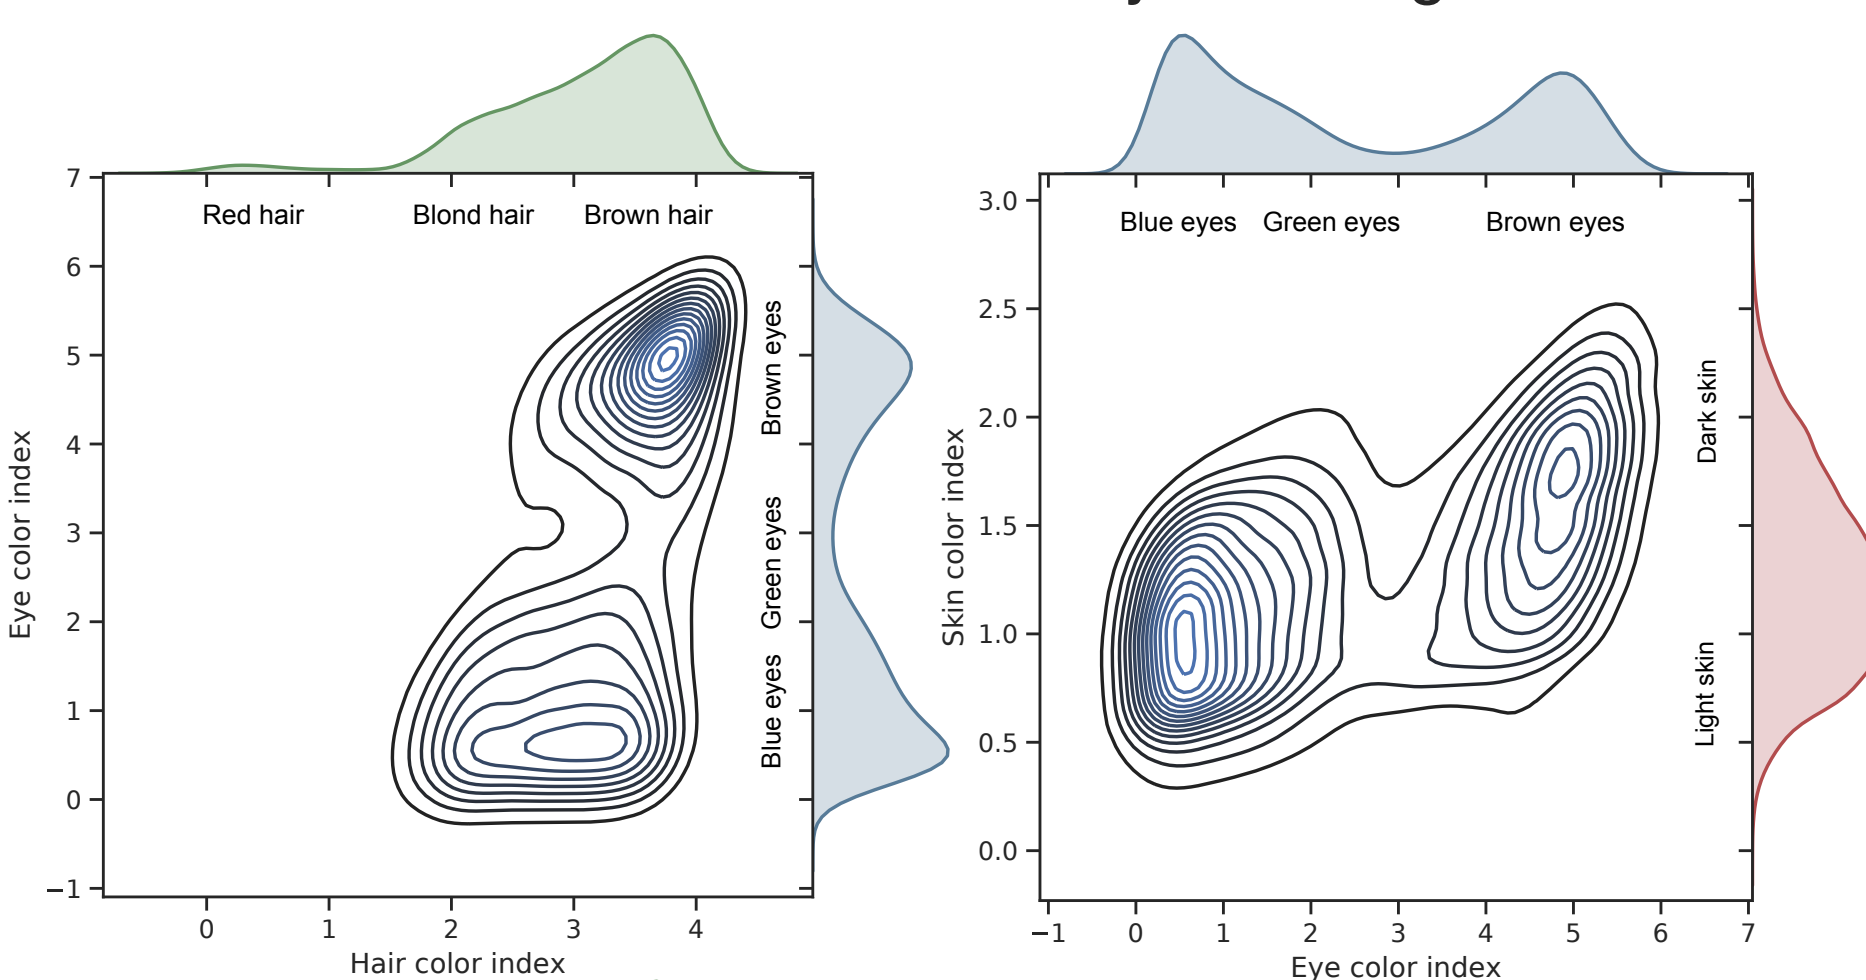 7
Red hair
Blond hair
Brown hair
6
5
4
3
2
1
0
−1
Eye color index
Brown eyes
Green eyes
Blue eyes
0
1
2
3
4
Hair color index
3.0
Blue eyes
Green eyes
Brown eyes
2.5
2.0
1.5
1.0
0.5
0.0
Skin color index
Dark skin
Light skin
−1
0
1
2
3
4
5
6
7
Eye color index